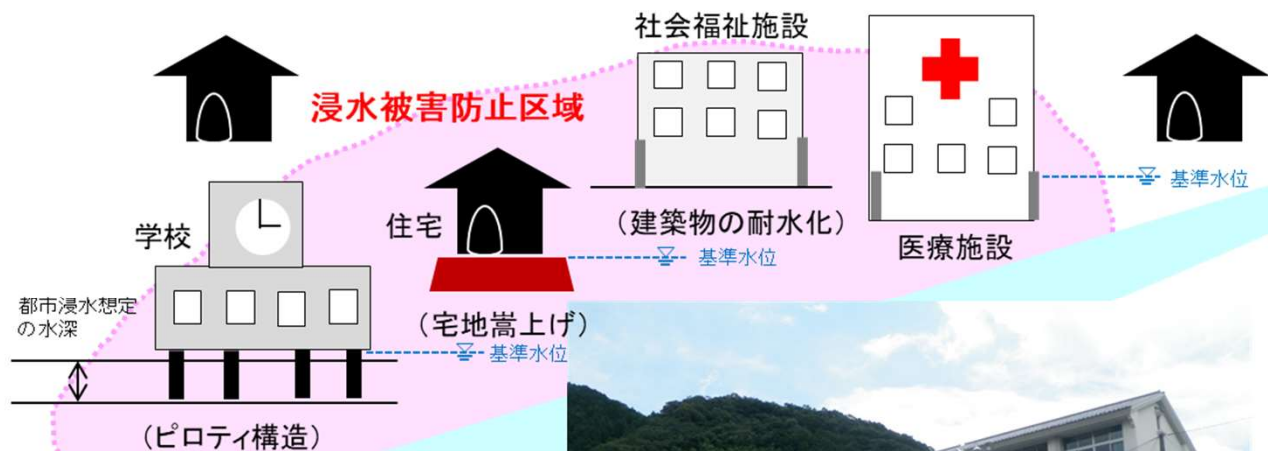 社会福祉施設
浸水被害防止区域
学校
住宅
(建築物の耐水化)
基準水位
医療施設
基準水位
都市浸水想定
の水深
(宅地嵩上げ)
基準水位
(ピロティ構造)